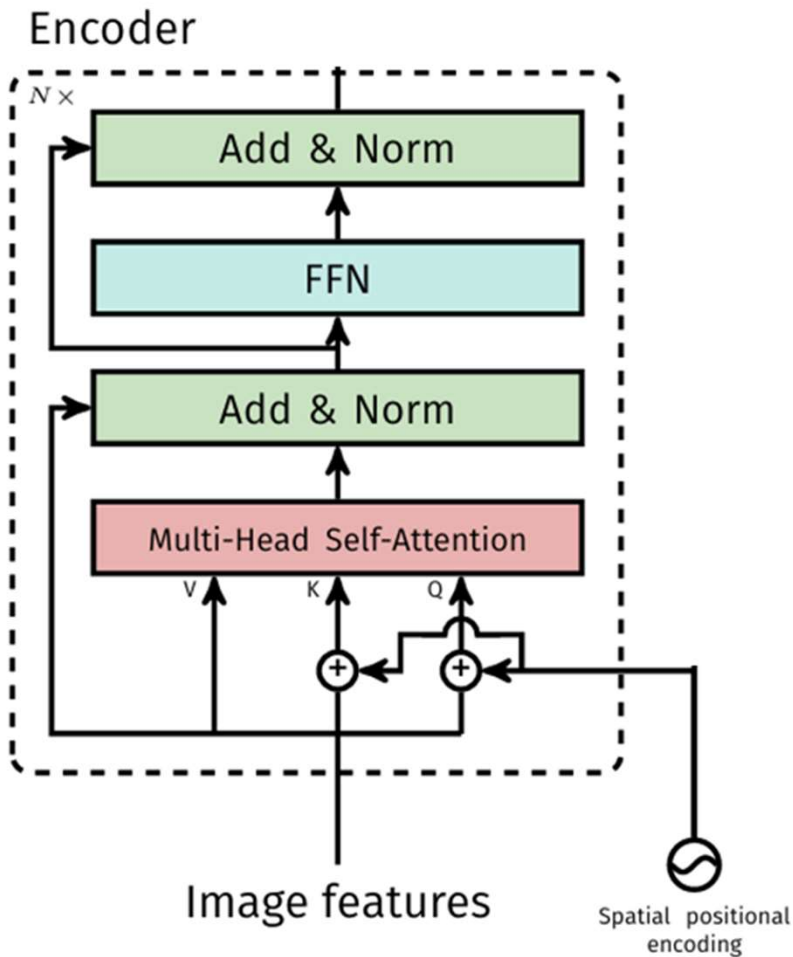 Encoder
N ×
Add & Norm
FFN
Add & Norm
Multi-Head Self-Attention
V K Q
+ +
Image features
Spatial positional
encoding